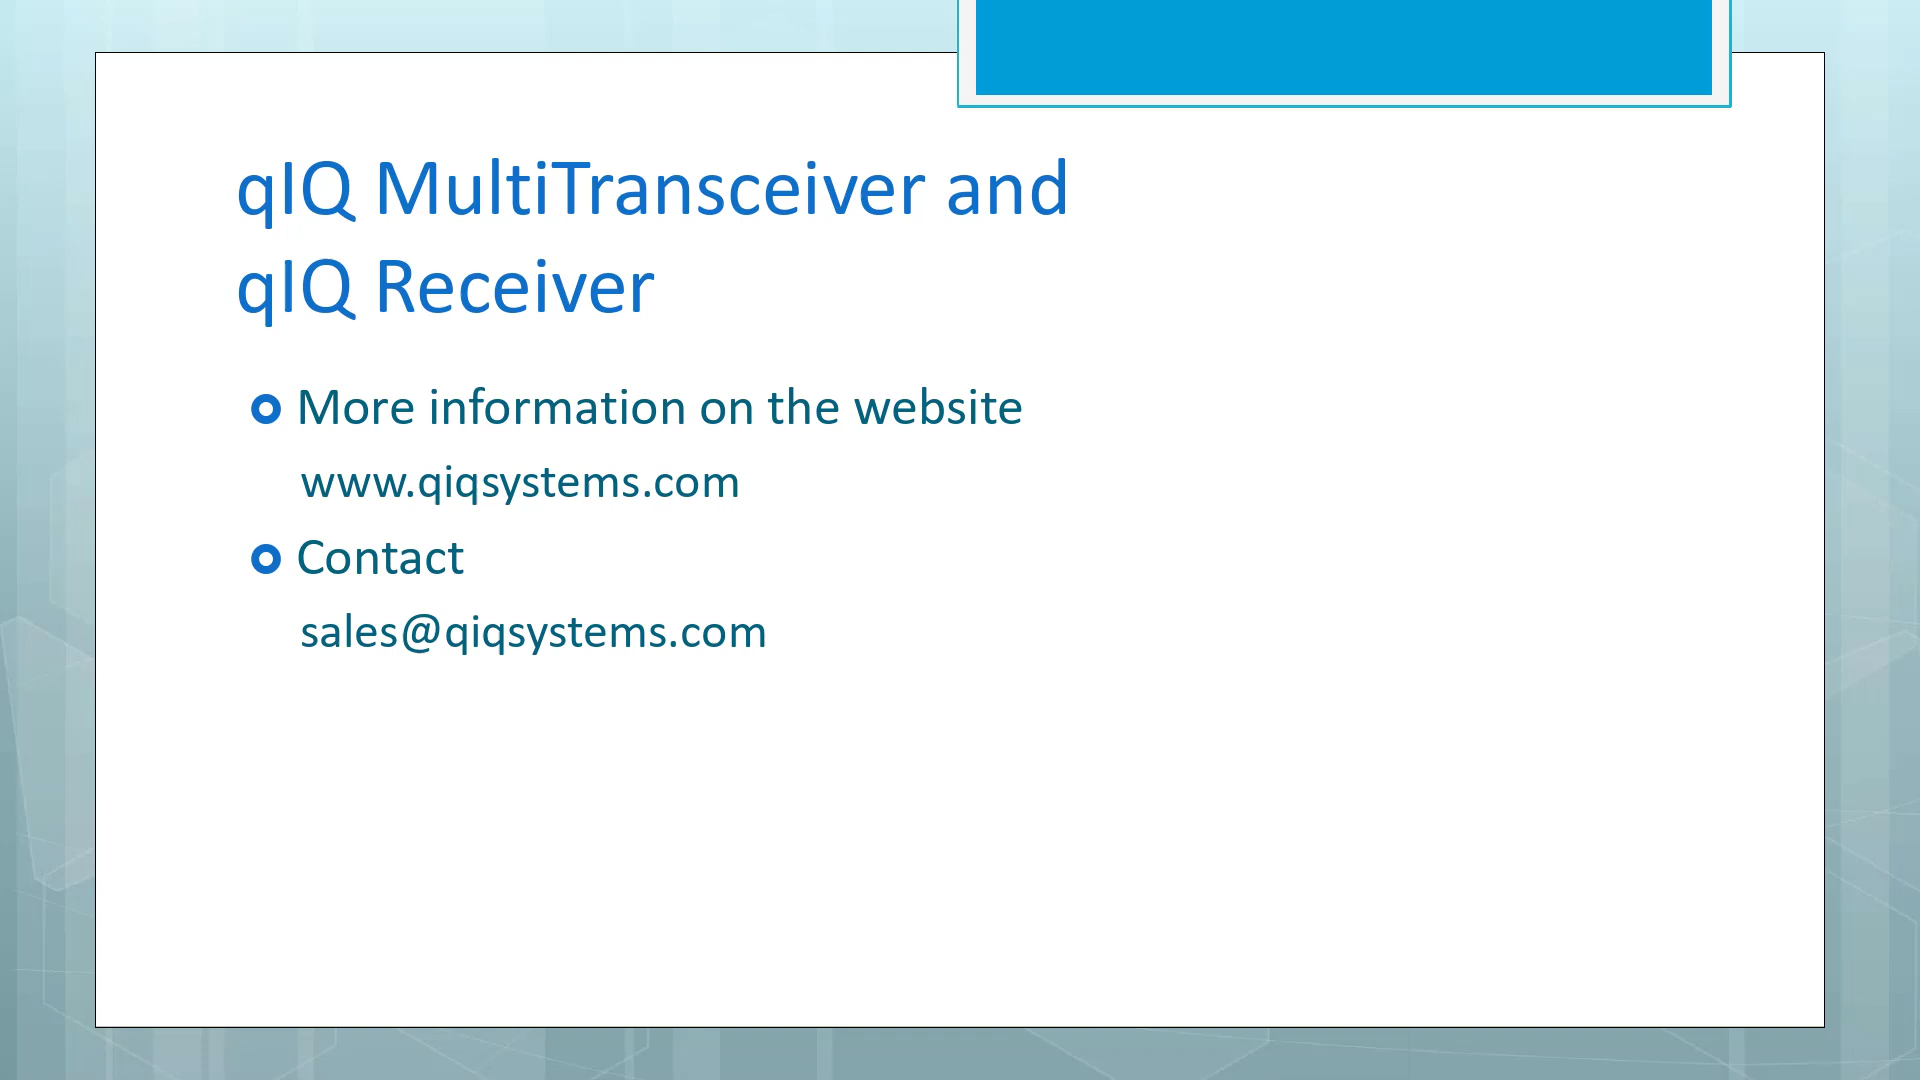 qIQ MultiTransceiver and
qIQ Receiver
More information on the website
www.qiqsystems.com
Contact
sales@qiqsystems.com